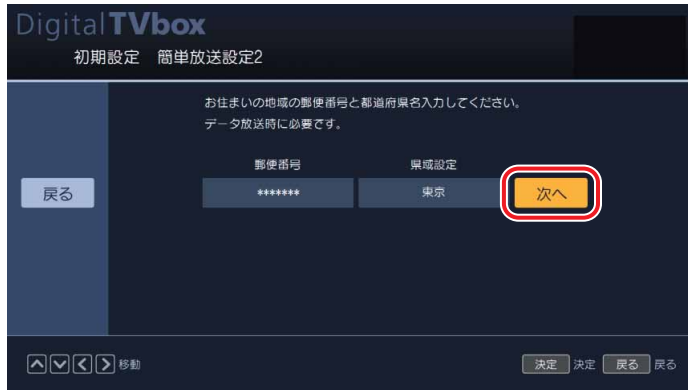 Digital TVbox
初期設定　簡単放送設定2
お住まいの地域の郵便番号と都道府県名入力してください。
データ放送時に必要です。
郵便番号 県域設定
戻る ******* 東京 次へ
移動 決定 決定 戻る 戻る